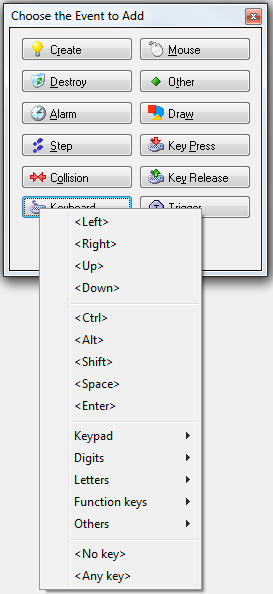 Choose the Event to Add
Create
Mouse
Destroy
Other
Alarm
Draw
Step
Key Press
Collision
Key Release
Keyboard
Trigger
<Left>
<Right>
<Up>
<Down>
<Ctrl>
<Alt>
<Shift>
<Space>
<Enter>
Keypad
Digits
Letters
Function keys
Others
<No key>
<Any key>